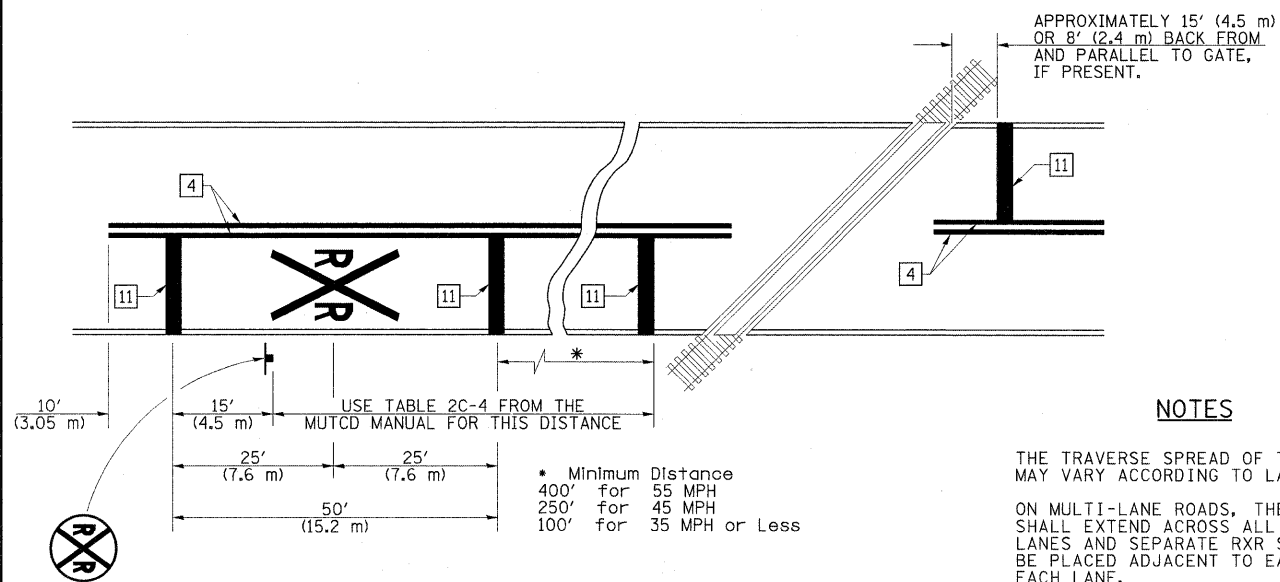 APPROXIMATELY 15' (4.5 m)
OR 8' (2.4 m) BACK FROM
AND PARALLEL TO GATE,
IF PRESENT.
4
11
11
R
R
11
11
4
*
10'
(3.05 m)
15'
(4.5 m)
USE TABLE 2C-4 FROM THE
MUTCD MANUAL FOR THIS DISTANCE
25'
(7.6 m)
25'
(7.6 m)
50'
(15.2 m)
* Minimum Distance
400' for 55 MPH
250' for 45 MPH
100' for 35 MPH or Less
R R
NOTES
THE TRAVERSE SPREAD OF
MAY VARY ACCORDING TO
ON MULTI-LANE ROADS, THE
SHALL EXTEND ACROSS ALL
LANES AND SEPARATE RXR
BE PLACED ADJACENT TO
EACH LANE.